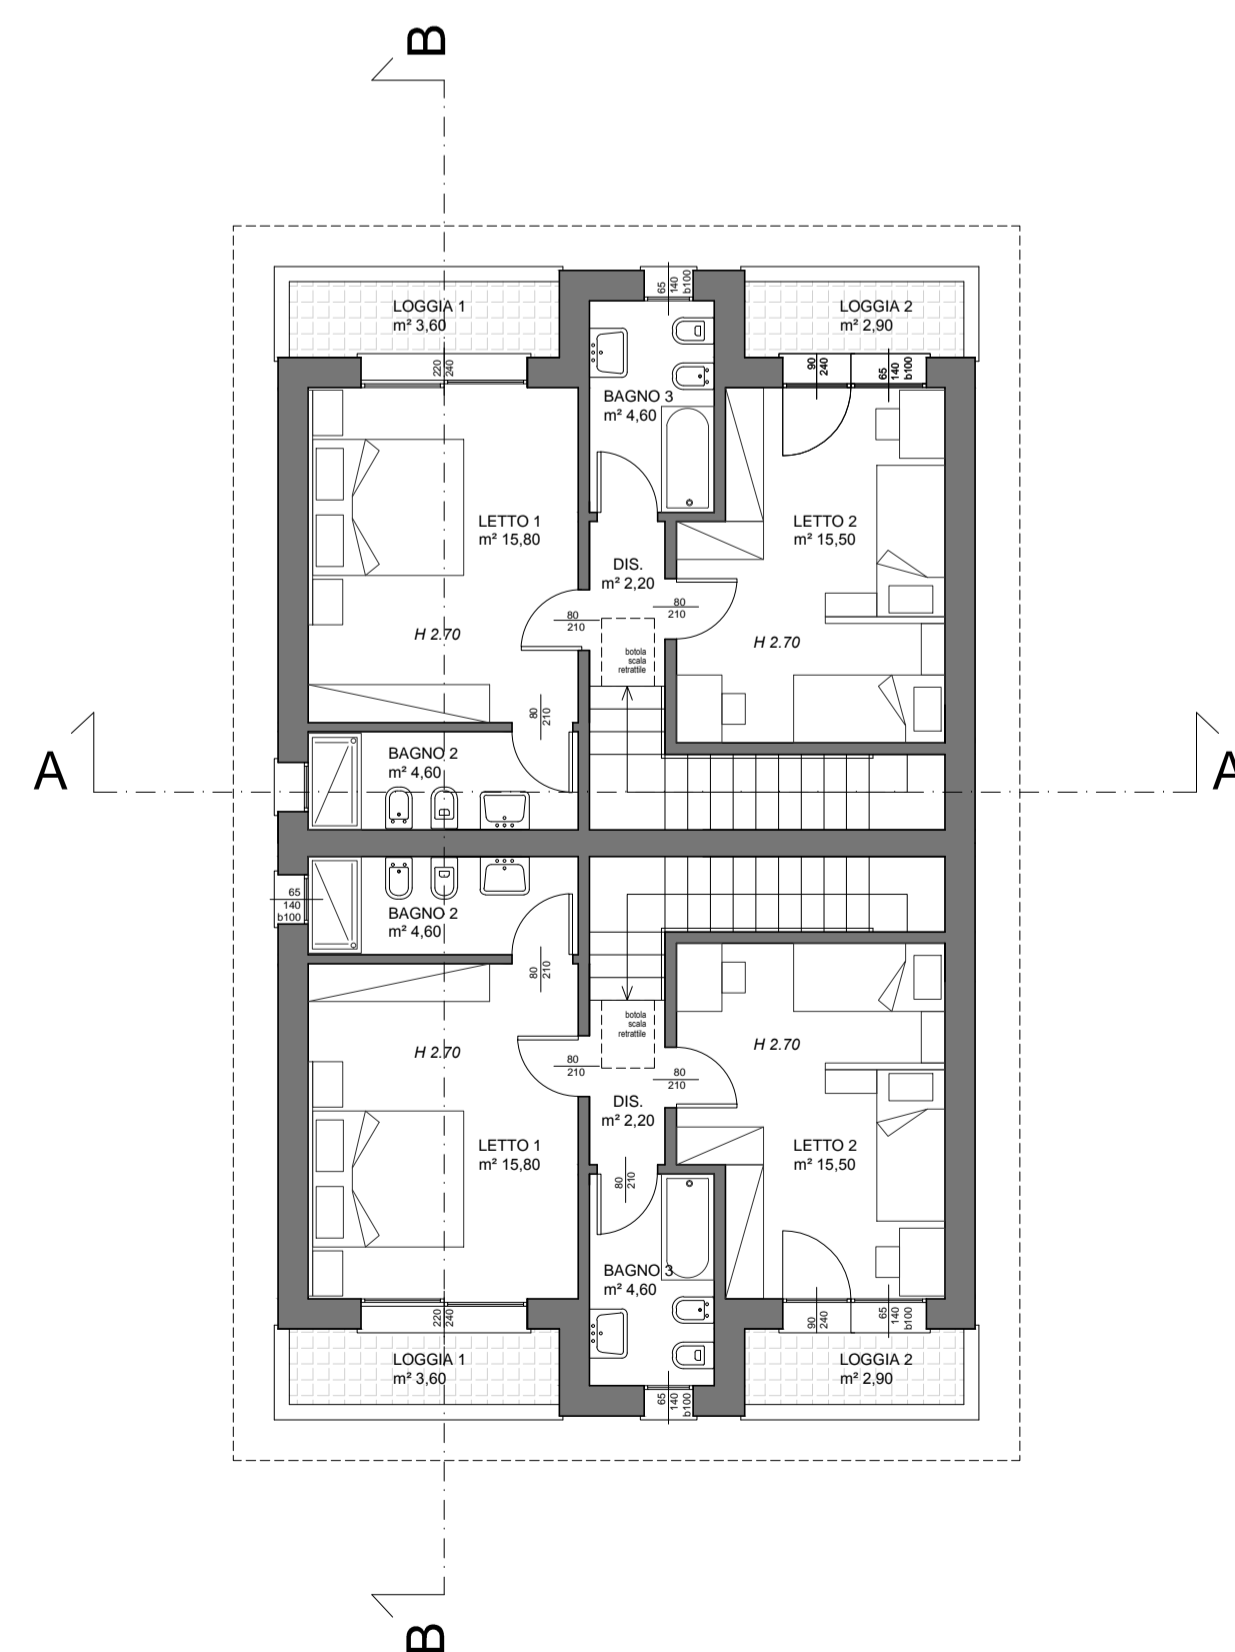 B
LOGGIA 1
m² 3,60
220
240
65
140
b100
LOGGIA 2
m² 2,90
90
240
65
140
b100
BAGNO 3
m² 4,60
LETTO 1
m² 15,80
LETTO 2
m² 15,50
DIS.
m² 2,20
80
210
80
210
H 2.70
H 2.70
botola
scala
retrattile
80
210
A
BAGNO 2
m² 4,60
A
65
140
b100
BAGNO 2
m² 4,60
80
210
botola
scala
retrattile
H 2.70
H 2.70
80
210
80
210
DIS.
m² 2,20
LETTO 1
m² 15,80
LETTO 2
m² 15,50
80
210
BAGNO 3
m² 4,60
220
240
90
240
65
140
b100
LOGGIA 1
m² 3,60
LOGGIA 2
m² 2,90
65
140
b100
B